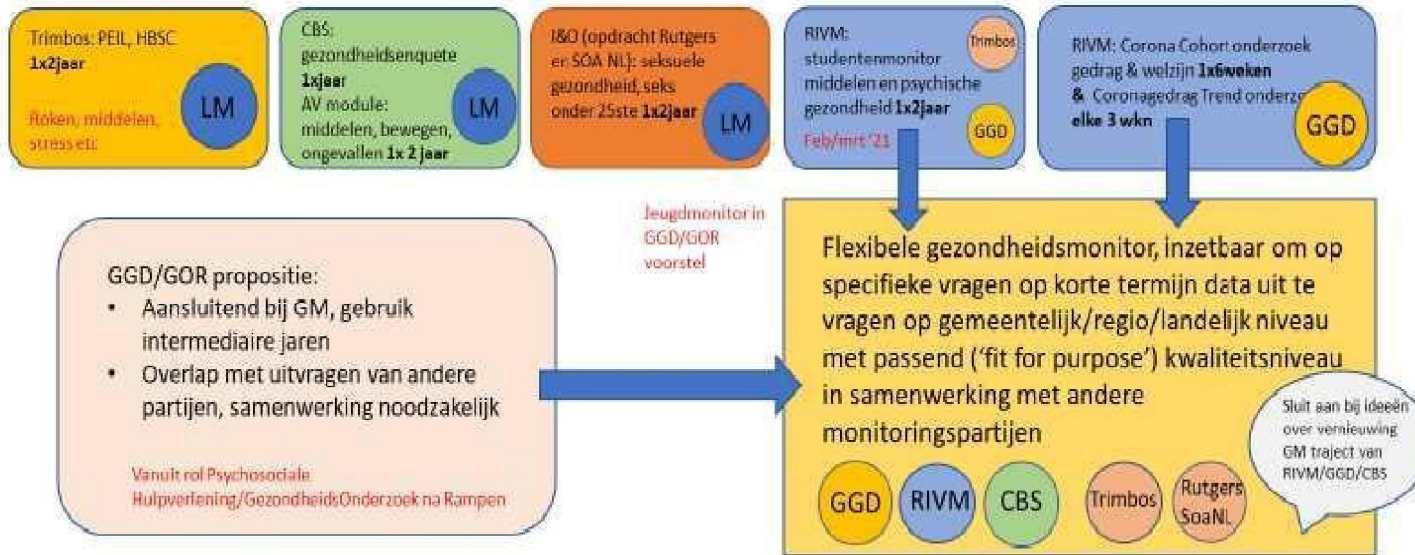 Trimbos: PEIL, HBSC
1x2jaar
Roken, middelen,
stress etc
LM
CBS:
gezondheidsenquete
1xjaar
AV module:
middelen, bewegen,
ongevallen 1x 2 jaar
LM
I&O (opdracht Rutgers
er SOA NL): seksuele
gezondheid, seks
onder 25ste 1x2jaar
LM
RIVM:
studentenmonitor
middelen en psychische
gezondheid 1x2jaar
Feb/mrt '21
Trimbos
GGD
RIVM: Corona Cohort onderzoek
gedrag & welzijn 1x6weken
& Coronagedrag Trend onderzo
elke 3 wkn
GGD
Jeugdmonitor in
GGD/GOR
voorstel
GGD/GOR propositie:
• Aansluitend bij GM, gebruik
intermediaire jaren
• Overlap met uitvragen van andere
partijen, samenwerking noodzakelijk
Vanuit rol Psychosociale
Hulpverlening/GezondheidsOnderzoek na Rampen
Flexibele gezondheidsmonitor, inzetbaar om op
specifieke vragen op korte termijn data uit te
vragen op gemeentelijk/regio/landelijk niveau
met passend ('fit for purpose') kwaliteitsniveau
in samenwerking met andere
monitoringspartijen
GGD
RIVM
CBS
Trimbos
Rutgers
SoaNL
Sluit aan bij ideeën
over vernieuwing
GM traject van
RIVM/GGD/CBS